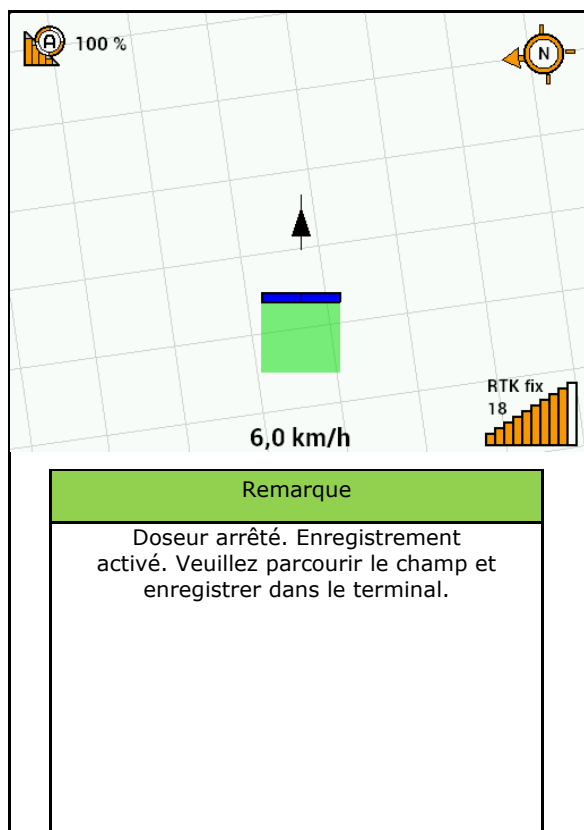 A 100 %
N
RTK fix
18
6,0 km/h
Remarque
Doseur arrêté. Enregistrement
activé. Veuillez parcourir le champ et
enregistrer dans le terminal.